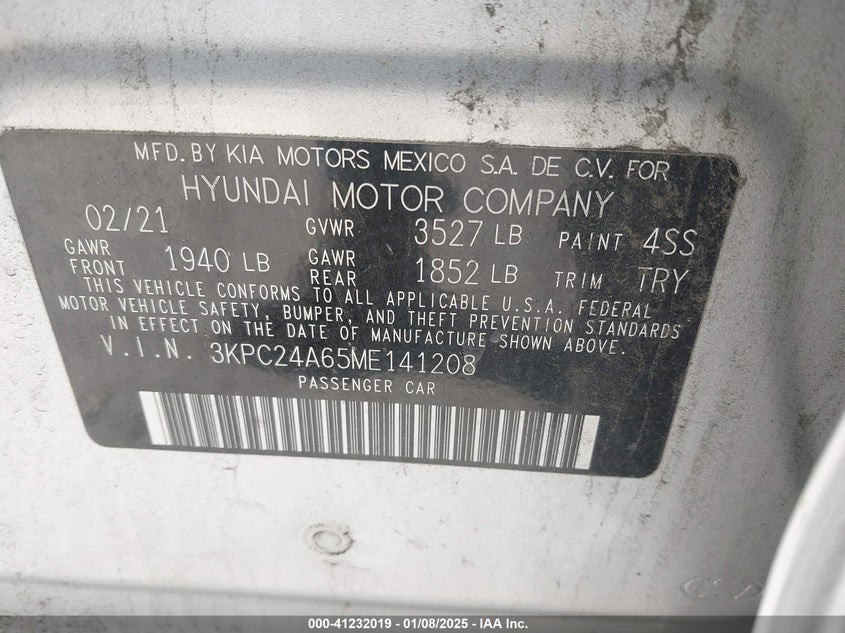 MFD. BY KIA MOTORS MEXICO S.A. DE C.V. FOR
HYUNDAI MOTOR COMPANY
02/21 GVWR 3527 LB PAINT 4SS
GAWR FRONT 1940 LB GAWR REAR 1852 LB TRIM TRY
THIS VEHICLE CONFORMS TO ALL APPLICABLE U.S.A. FEDERAL
MOTOR VEHICLE SAFETY, BUMPER, AND THEFT PREVENTION STANDARDS
IN EFFECT ON THE DATE OF MANUFACTURE SHOWN ABOVE.
V.I.N. 3KPC24A65ME141208
PASSENGER CAR
000-41232019 - 01/08/2025 - IAA Inc.